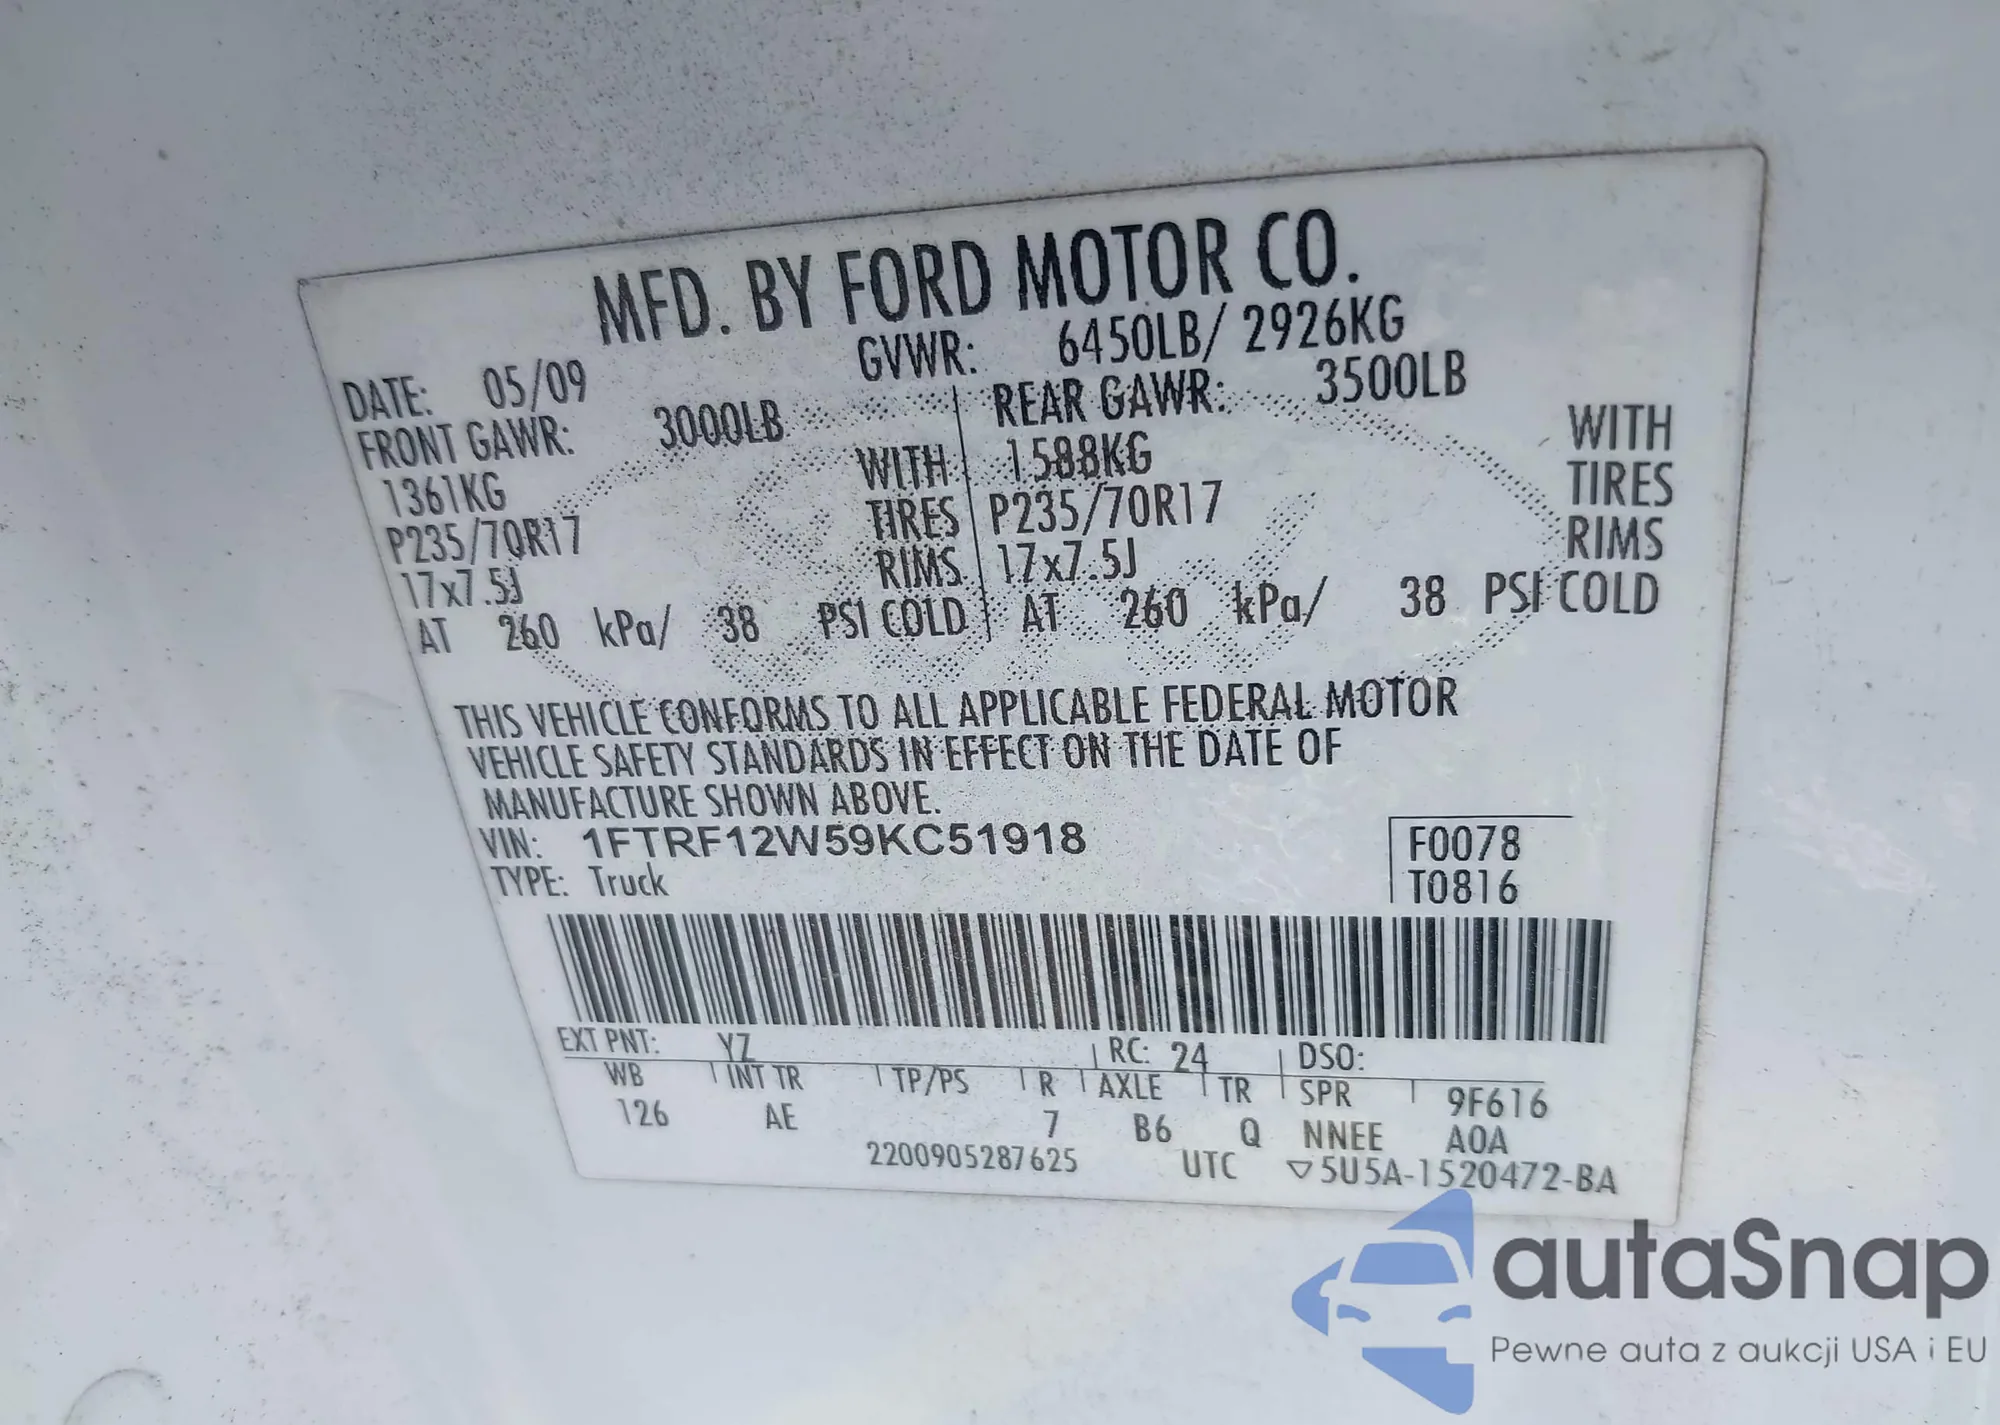 MFD. BY FORD MOTOR CO.
DATE: 05/09 GVWR: 6450LB/ 2926KG
FRONT GAWR: 3000LB REAR GAWR: 3500LB
1361KG WITH 1588KG WITH
P235/70R17 TIRES P235/70R17 TIRES
17x7.5J RIMS 17x7.5J RIMS
AT 260 kPa/ 38 PSI COLD AT 260 kPa/ 38 PSI COLD
THIS VEHICLE CONFORMS TO ALL APPLICABLE FEDERAL MOTOR
VEHICLE SAFETY STANDARDS IN EFFECT ON THE DATE OF
MANUFACTURE SHOWN ABOVE.
VIN: 1FTRF12W59KC51918 F0078
TYPE: Truck T0816
EXT PNT: YZ RC: 24 DSO:
WB INT TR TP/PS R AXLE TR SPR 9F616
126 AE 7 B6 Q NNEE A0A
2200905287625 UTC ▽5U5A-1520472-BA
autaSnap
Pewne auta z aukcji USA i EU